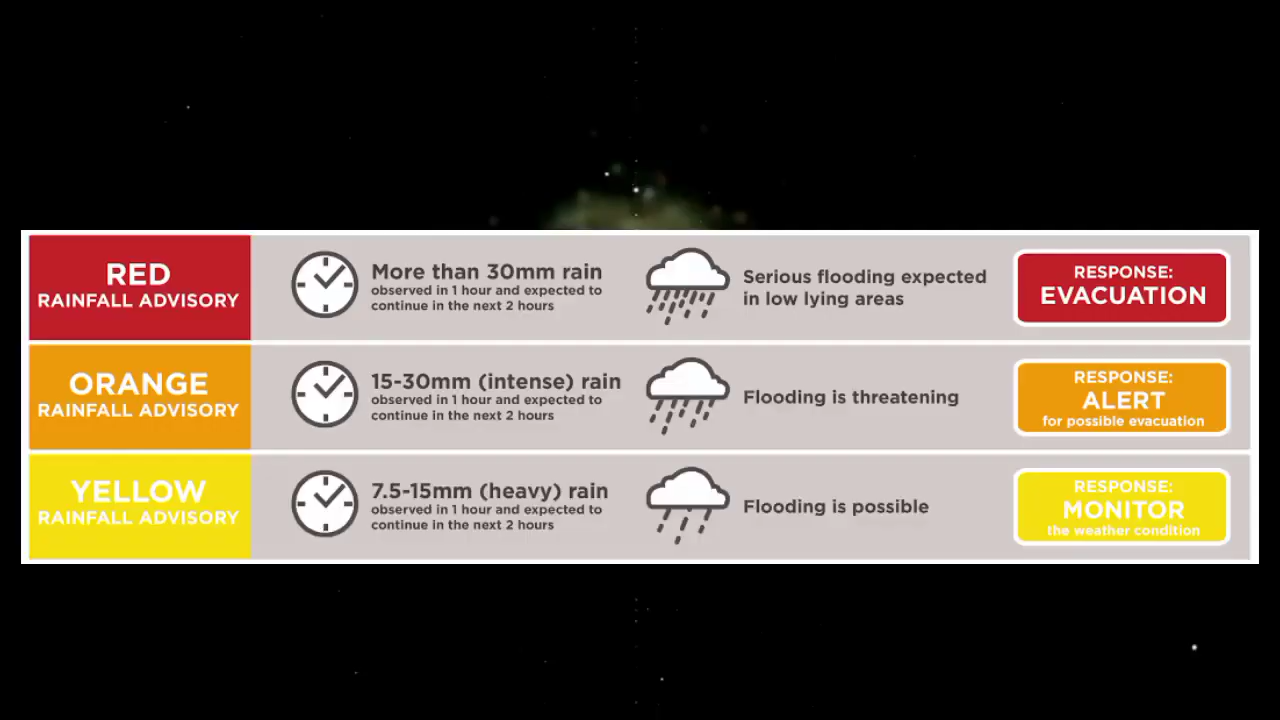 RED
RAINFALL ADVISORY
More than 30mm rain
observed in 1 hour and expected to
continue in the next 2 hours
Serious flooding expected
in low lying areas
RESPONSE:
EVACUATION
ORANGE
RAINFALL ADVISORY
15-30mm (intense) rain
observed in 1 hour and expected to
continue in the next 2 hours
Flooding is threatening
RESPONSE:
ALERT
for possible evacuation
YELLOW
RAINFALL ADVISORY
7.5-15mm (heavy) rain
observed in 1 hour and expected to
continue in the next 2 hours
Flooding is possible
RESPONSE:
MONITOR
the weather condition